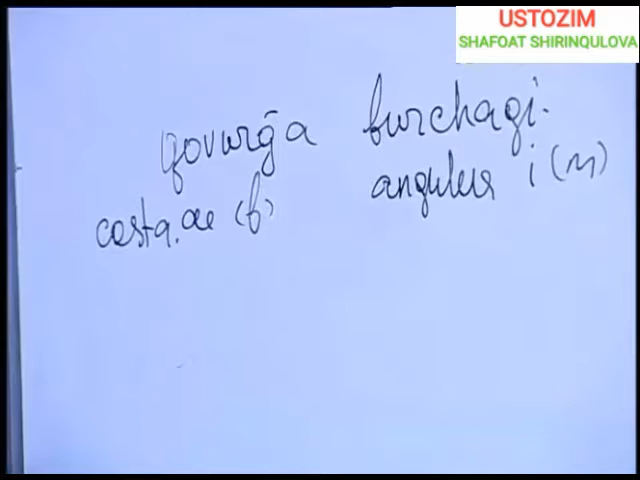 USTOZIM
SHAFOAT SHIRINQULOVA
qovurg'a burchagi.
costa, ae (f) angulus i (m)